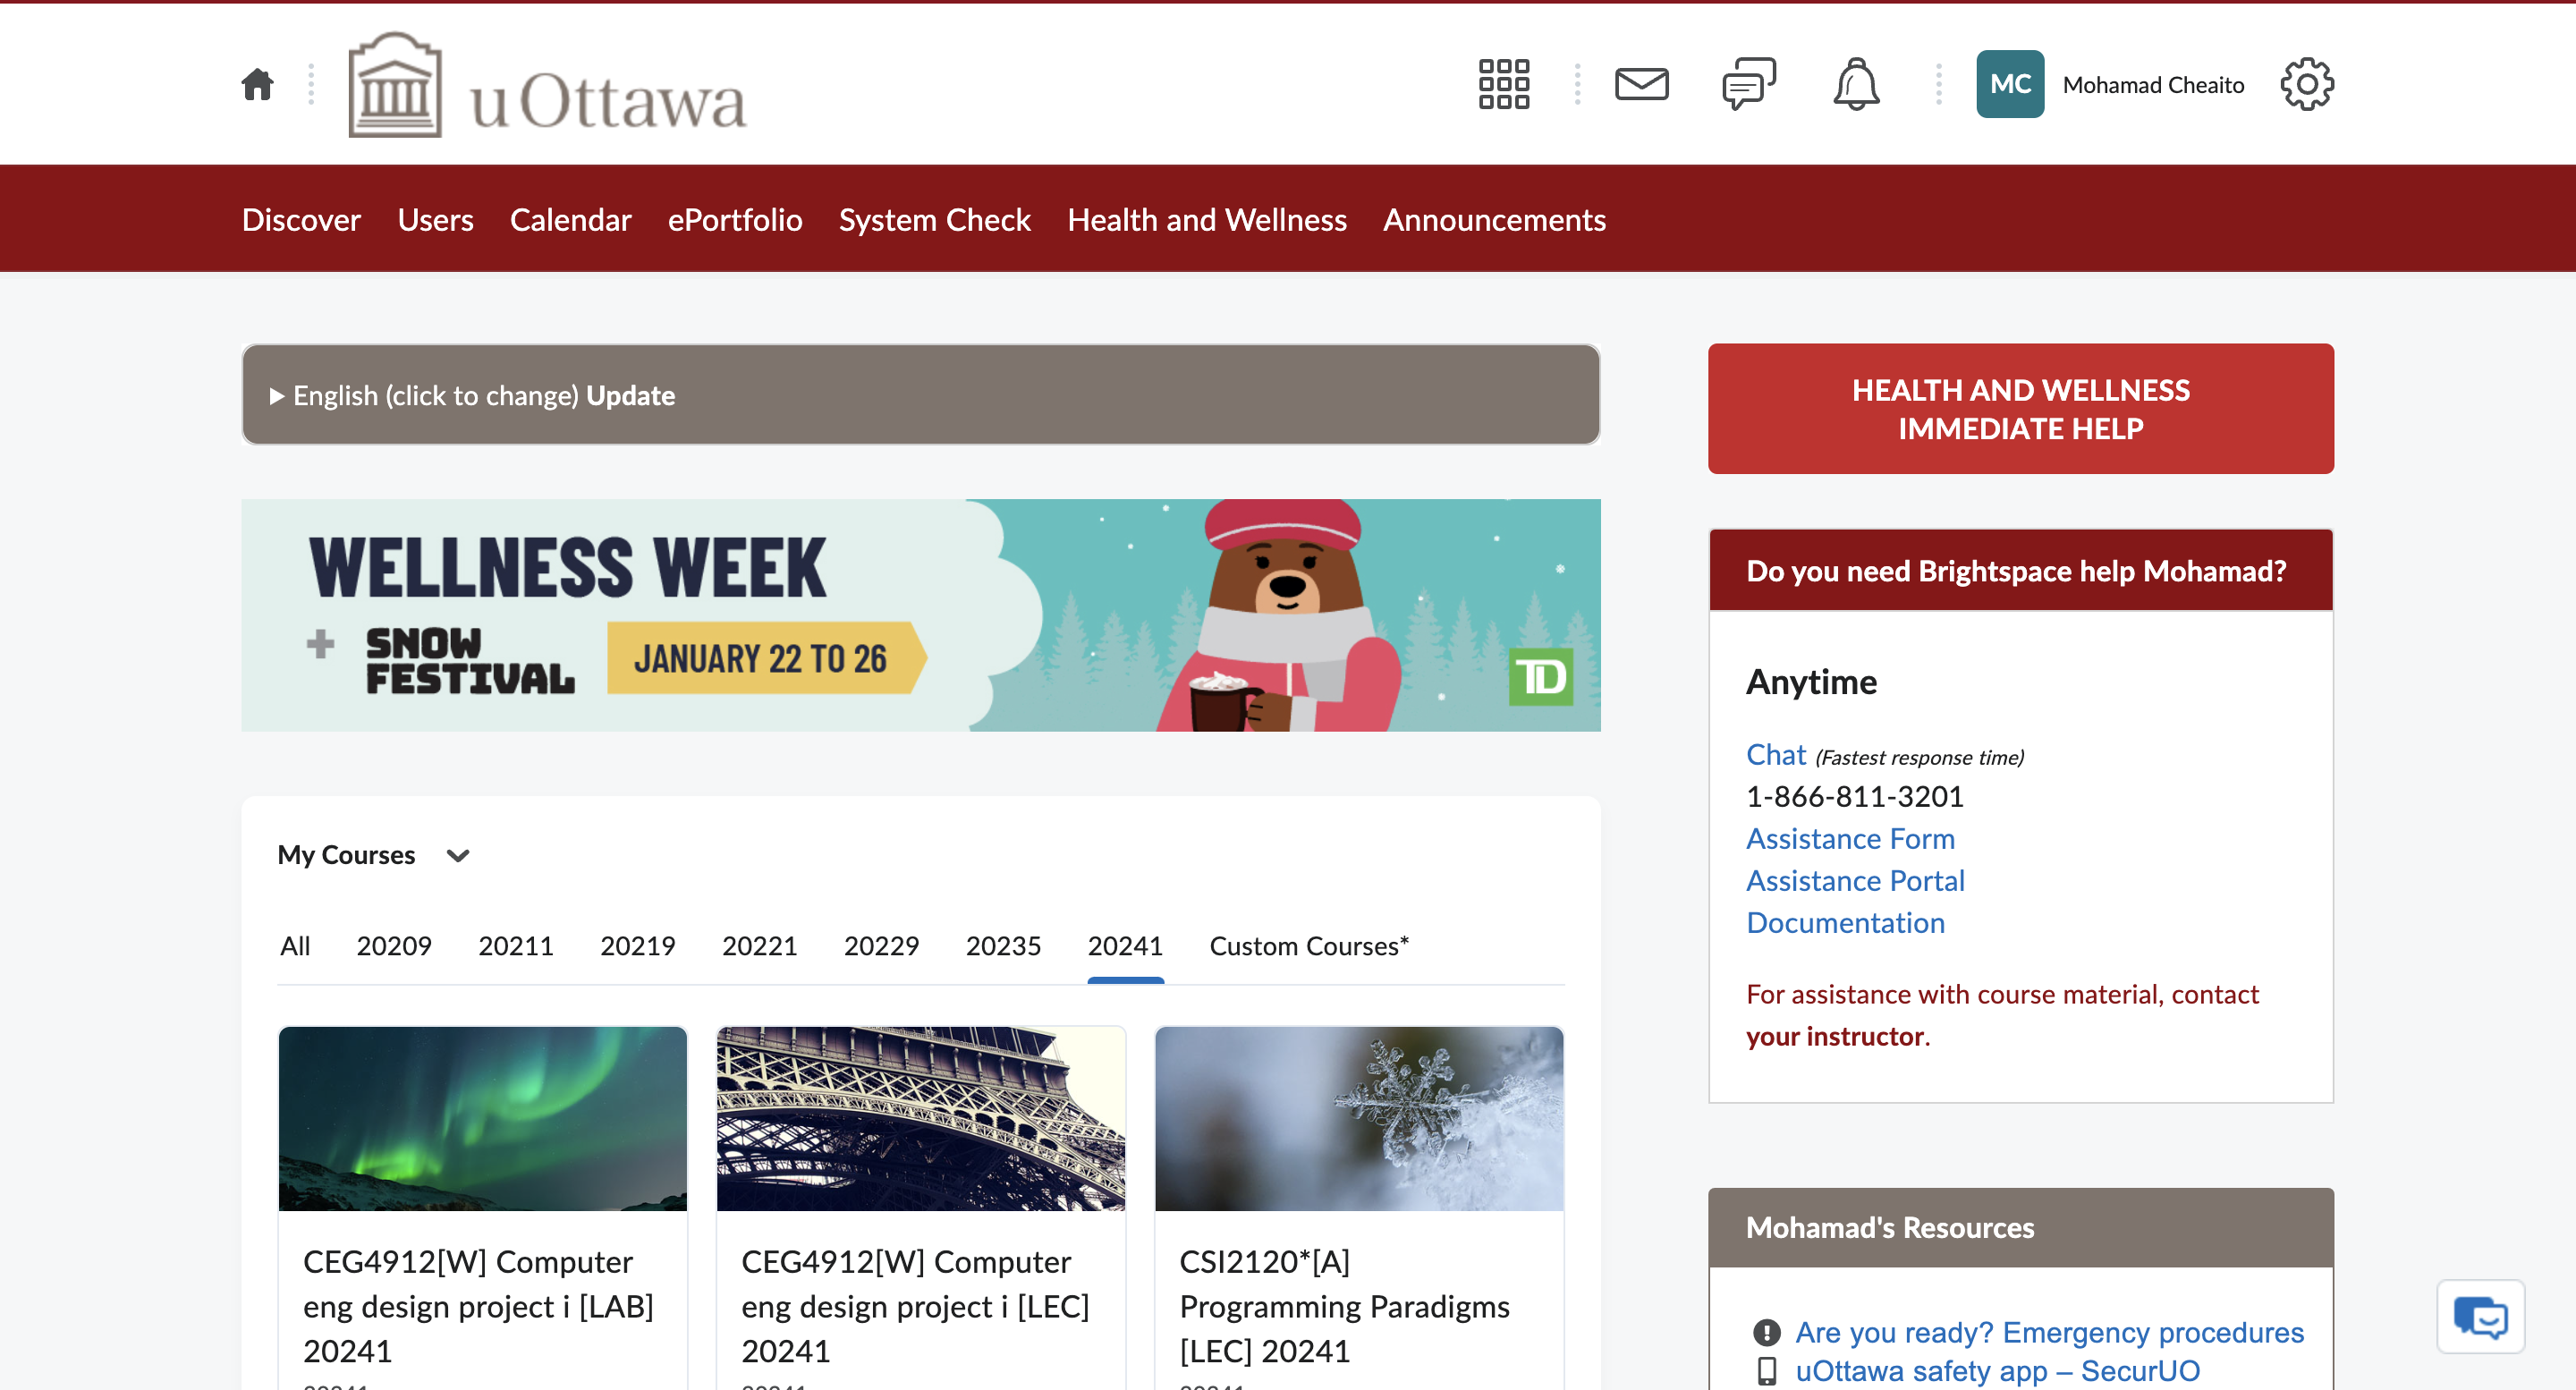 uOttawa
MC Mohamad Cheaito
Discover Users Calendar ePortfolio System Check Health and Wellness Announcements
English (click to change) Update
WELLNESS WEEK
+ SNOW
FESTIVAL
JANUARY 22 TO 26
TD
My Courses
All 20209 20211 20219 20221 20229 20235 20241 Custom Courses*
CEG4912[W] Computer
eng design project i [LAB]
20241
CEG4912[W] Computer
eng design project i [LEC]
20241
CSI2120*[A]
Programming Paradigms
[LEC] 20241
HEALTH AND WELLNESS
IMMEDIATE HELP
Do you need Brightspace help Mohamad?
Anytime
Chat (Fastest response time)
1-866-811-3201
Assistance Form
Assistance Portal
Documentation
For assistance with course material, contact
your instructor.
Mohamad's Resources
Are you ready? Emergency procedures
uOttawa safety app – SecurUO